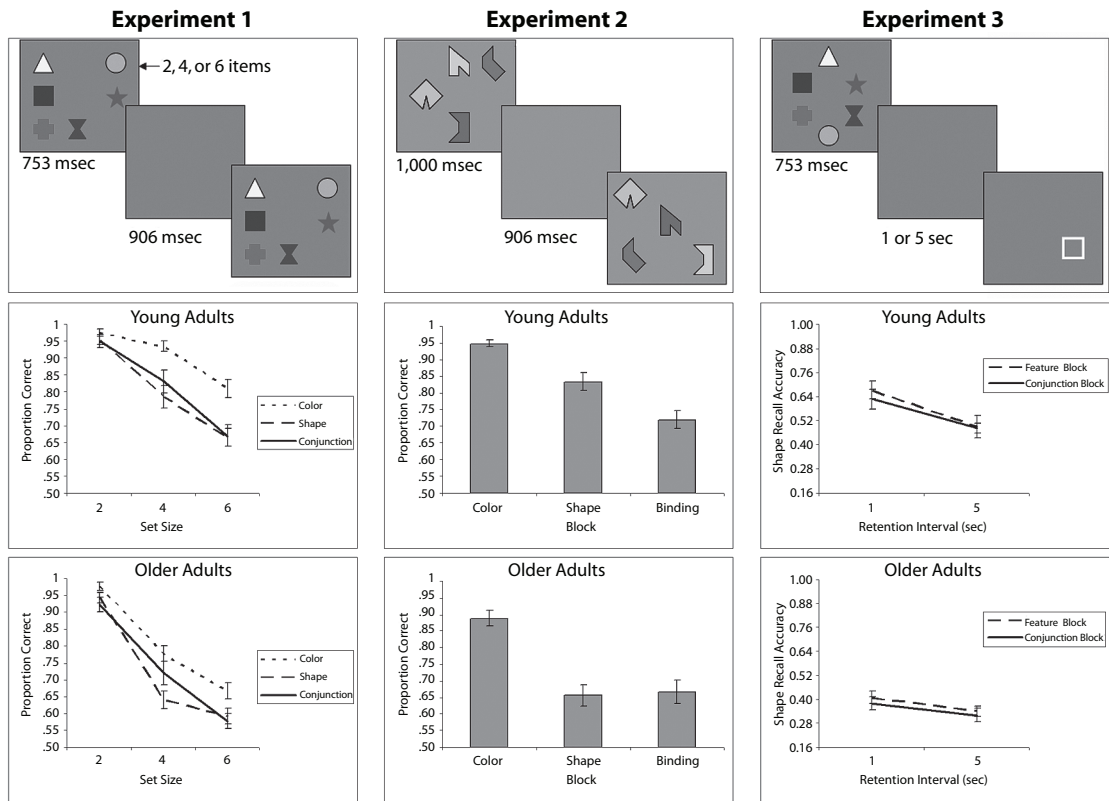 Experiment 1
2, 4, or 6 items
753 msec
906 msec
Experiment 2
1,000 msec
906 msec
Experiment 3
753 msec
1 or 5 sec
Young Adults
Proportion Correct
1
.95
.90
.85
.80
.75
.70
.65
.60
.55
.50
2 4 6
Set Size
Color
Shape
Conjunction
Young Adults
Proportion Correct
1
.95
.90
.85
.80
.75
.70
.65
.60
.55
.50
Color Shape Binding
Block
Young Adults
Shape Recall Accuracy
1.00
0.88
0.76
0.64
0.52
0.40
0.28
0.16
1 5
Retention Interval (sec)
Feature Block
Conjunction Block
Older Adults
Proportion Correct
1
.95
.90
.85
.80
.75
.70
.65
.60
.55
.50
2 4 6
Set Size
Color
Shape
Conjunction
Older Adults
Proportion Correct
1
.95
.90
.85
.80
.75
.70
.65
.60
.55
.50
Color Shape Binding
Block
Older Adults
Shape Recall Accuracy
1.00
0.88
0.76
0.64
0.52
0.40
0.28
0.16
1 5
Retention Interval (sec)
Feature Block
Conjunction Block